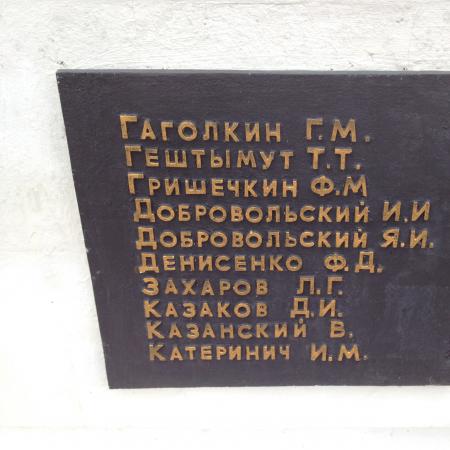 Гаголкин Г.М.
Гештымут Т.Т.
Гришечкин Ф.М
Добровольский И.И
Добровольский Я.И.
Денисенко Ф.Д.
Захаров Л.Г.
Казаков Д.И.
Казанский В.
Катеринич И.М.